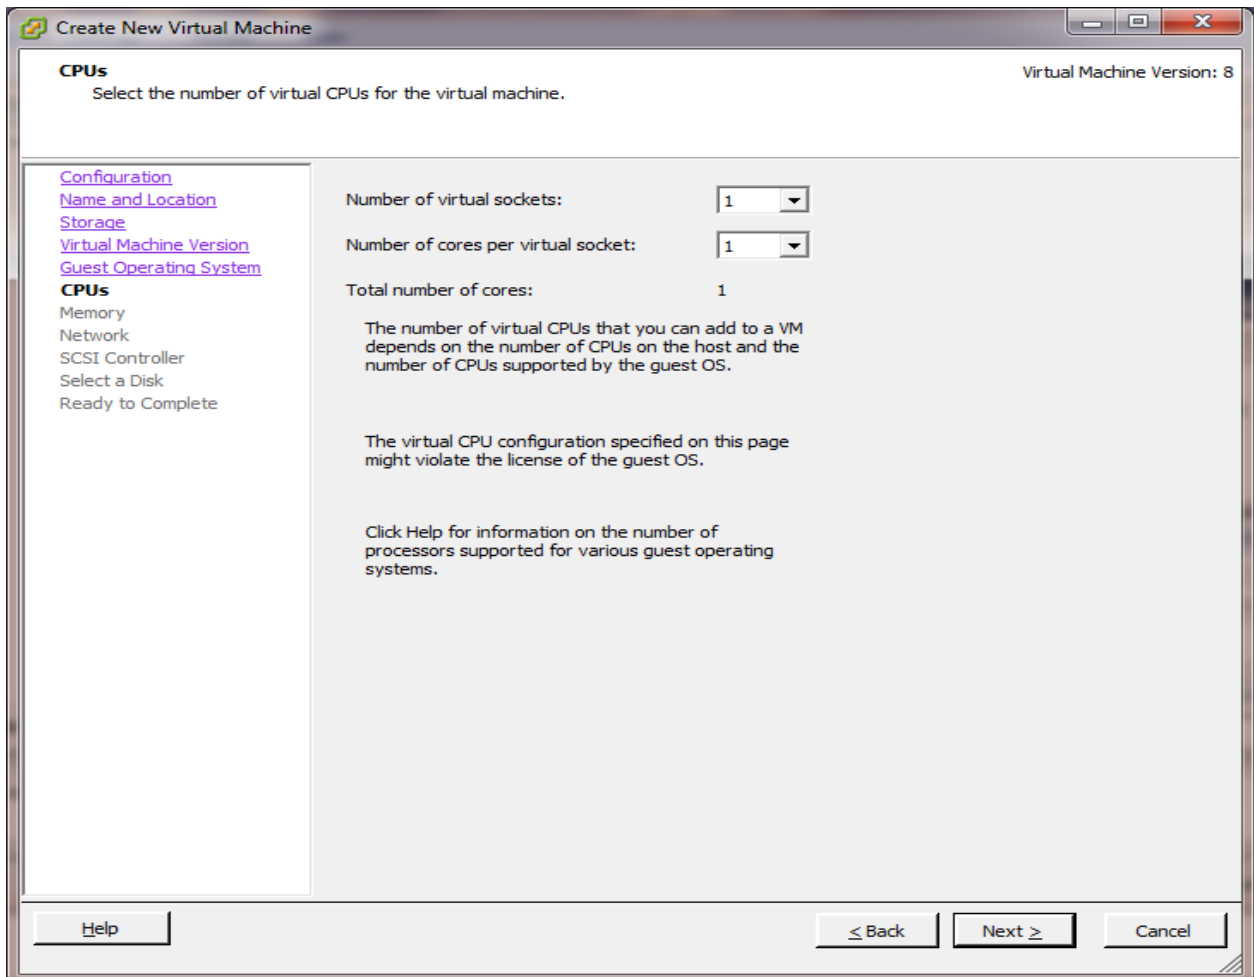 Create New Virtual Machine
CPUs
Virtual Machine Version: 8
Select the number of virtual CPUs for the virtual machine.
Configuration
Name and Location
Storage
Virtual Machine Version
Guest Operating System
CPUs
Memory
Network
SCSI Controller
Select a Disk
Ready to Complete
Number of virtual sockets: 1
Number of cores per virtual socket: 1
Total number of cores: 1
The number of virtual CPUs that you can add to a VM
depends on the number of CPUs on the host and the
number of CPUs supported by the guest OS.
The virtual CPU configuration specified on this page
might violate the license of the guest OS.
Click Help for information on the number of
processors supported for various guest operating
systems.
Help
< Back
Next >
Cancel